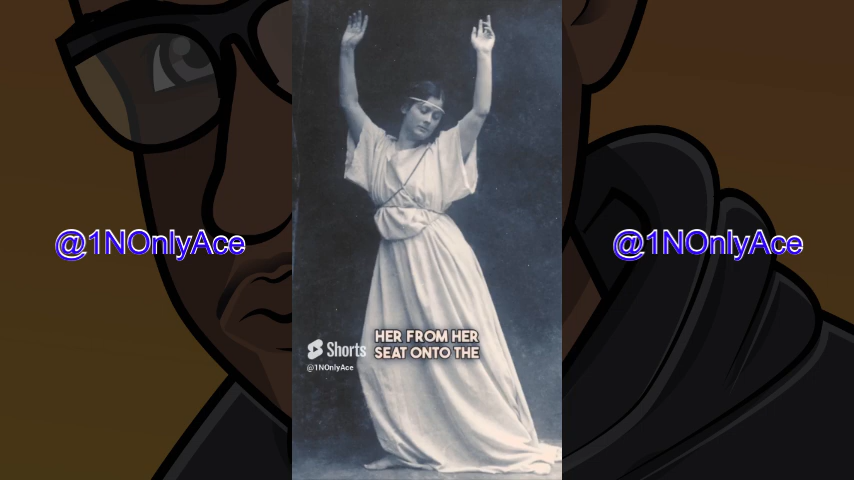 @1NOnlyAce
HER FROM HER
SEAT ONTO THE
Shorts
@1NOnlyAce
@1NOnlyAce